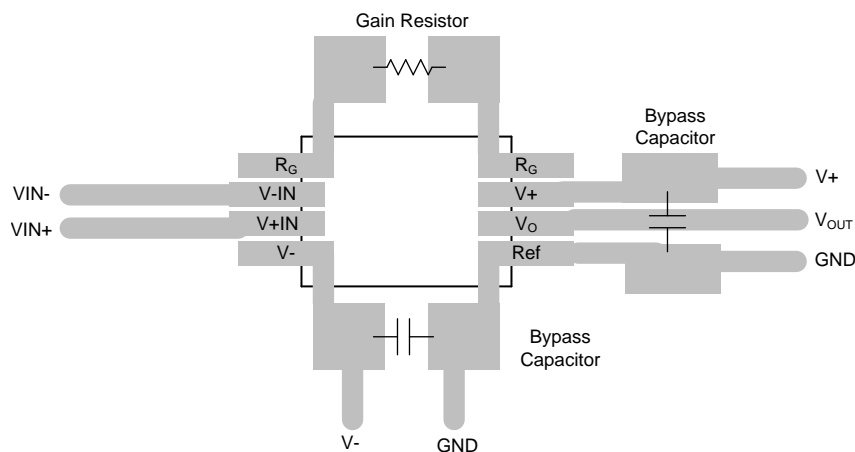 Gain Resistor
Bypass
Capacitor
RG
RG
VIN-
V-IN
V+
V+
VIN+
V+IN
VO
VOUT
V-
Ref
GND
Bypass
Capacitor
V-
GND